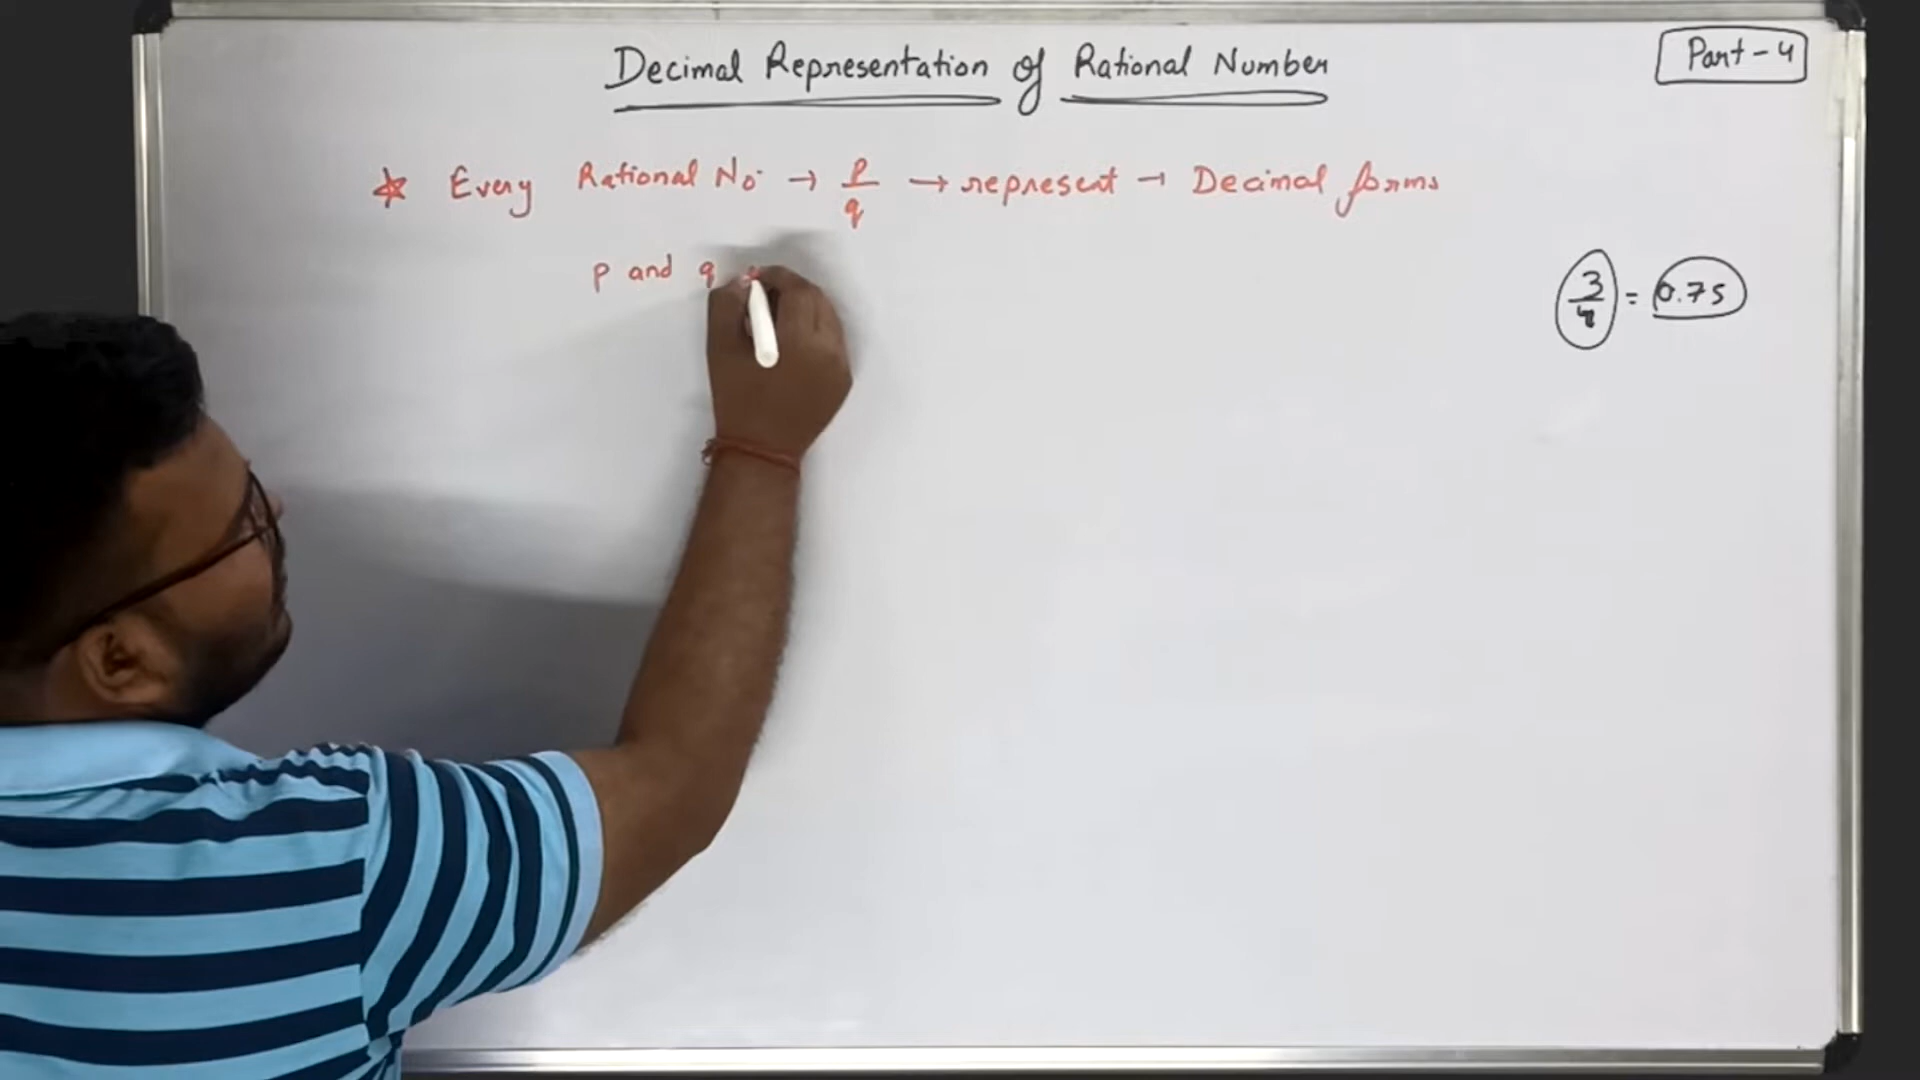 Decimal Representation of Rational Number
Part-4
☆ Every Rational No. → p/q → represent → Decimal forms
p and q
3/4 = 0.75